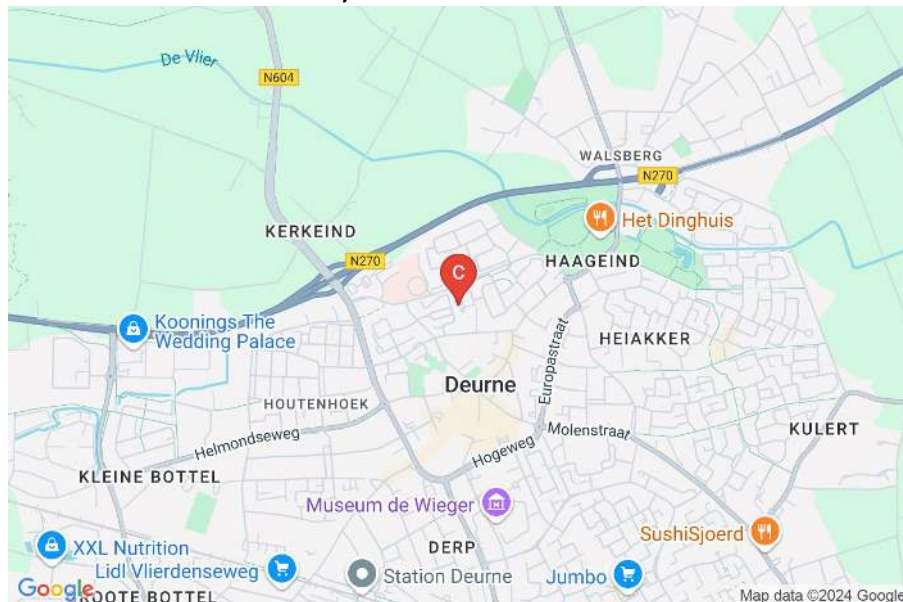 De Vlier
N604
WALSBERG
N270
Het Dinghuis
KERKEIND
N270
HAAGEIND
C
Koonings The
Wedding Palace
HEIAKKER
Europastraat
Deurne
HOUTENHOEK
Helmondseweg
Molenstraat
KULERT
Hogeweg
KLEINE BOTTEL
Museum de Wieger
SushiSjoerd
DERP
XXL Nutrition
Lidl Vlierdenseweg
Station Deurne
Jumbo
Google
ROOTE BOTTEL
Map data ©2024 Google